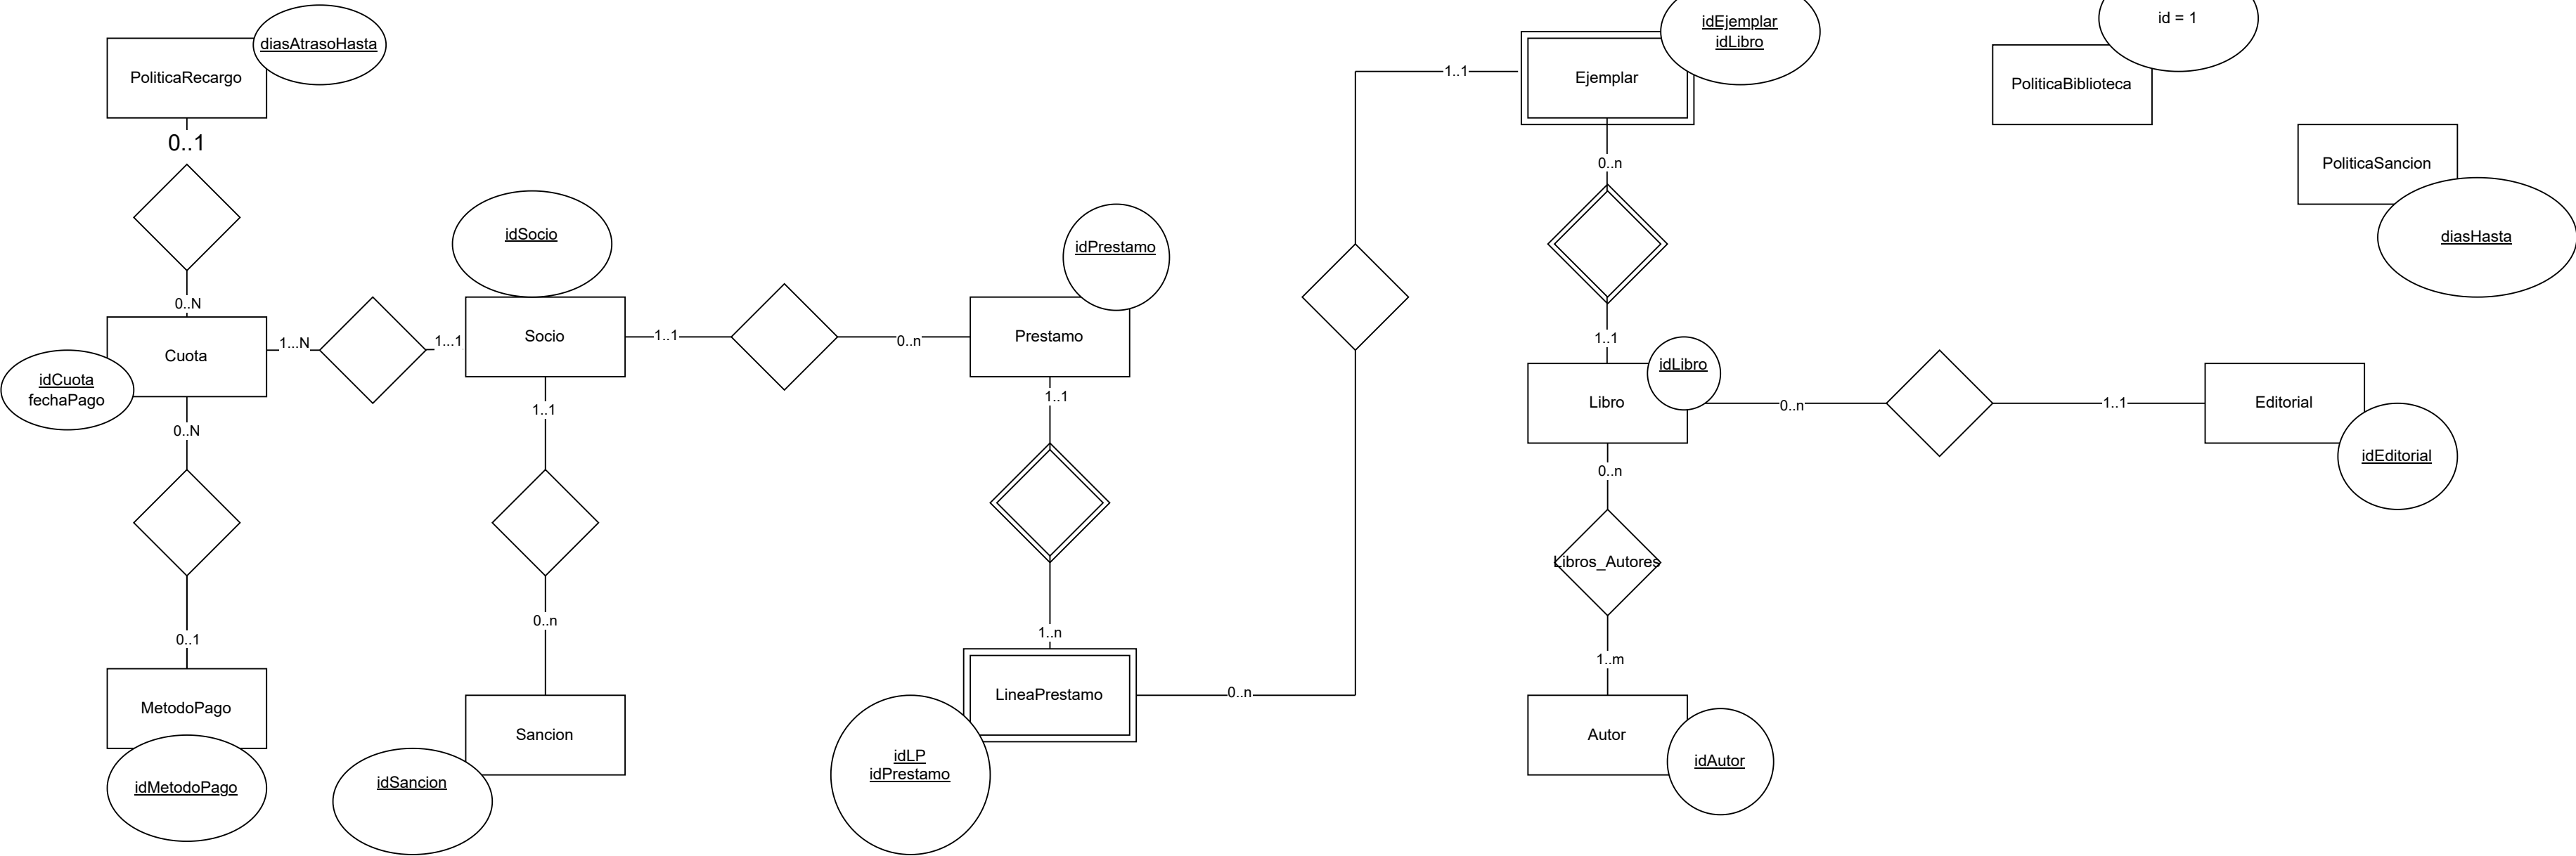 diasAtrasoHasta
PoliticaRecargo
0..1
0..N
Cuota
idCuota
fechaPago
1...N
1...1
0..N
0..1
MetodoPago
idMetodoPago
idSocio
Socio
1..1
0..n
Sancion
idSancion
1..1
0..n
idPrestamo
Prestamo
1..1
1..n
LineaPrestamo
idLP
idPrestamo
0..n
1..1
idEjemplar
idLibro
Ejemplar
0..n
1..1
idLibro
Libro
0..n
Libros_Autores
1..m
Autor
idAutor
0..n
1..1
Editorial
idEditorial
id = 1
PoliticaBiblioteca
PoliticaSancion
diasHasta